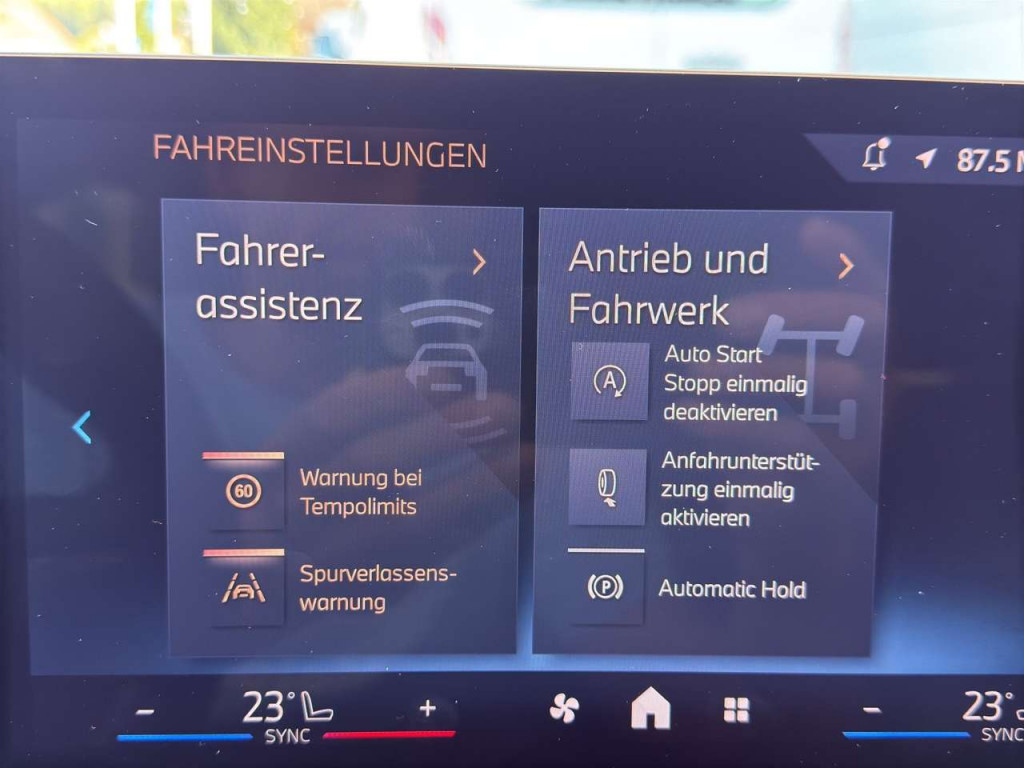 FAHREINSTELLUNGEN
87.5
Fahrer-
assistenz
60
Warnung bei
Tempolimits
Spurverlassens-
warnung
Antrieb und
Fahrwerk
A
Auto Start
Stopp einmalig
deaktivieren
Anfahrunterstüt-
zung einmalig
aktivieren
P
Automatic Hold
− 23° +
SYNC
− 23°
SYNC